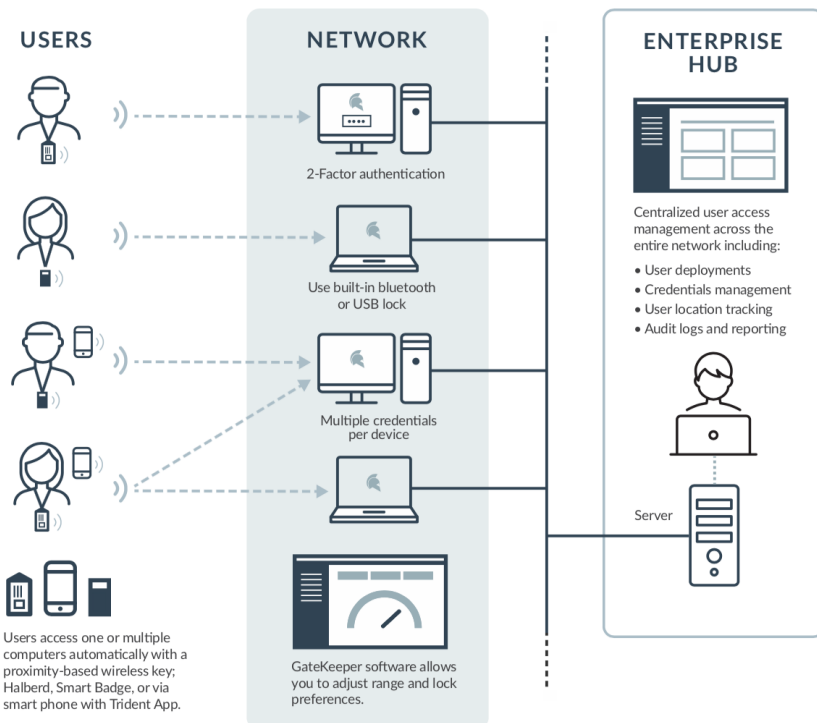 USERS
NETWORK
ENTERPRISE
HUB
2-Factor authentication
Use built-in bluetooth
or USB lock
Multiple credentials
per device
GateKeeper software allows
you to adjust range and lock
preferences.
Users access one or multiple
computers automatically with a
proximity-based wireless key;
Halberd, Smart Badge, or via
smart phone with Trident App.
Centralized user access
management across the
entire network including:
• User deployments
• Credentials management
• User location tracking
• Audit logs and reporting
Server